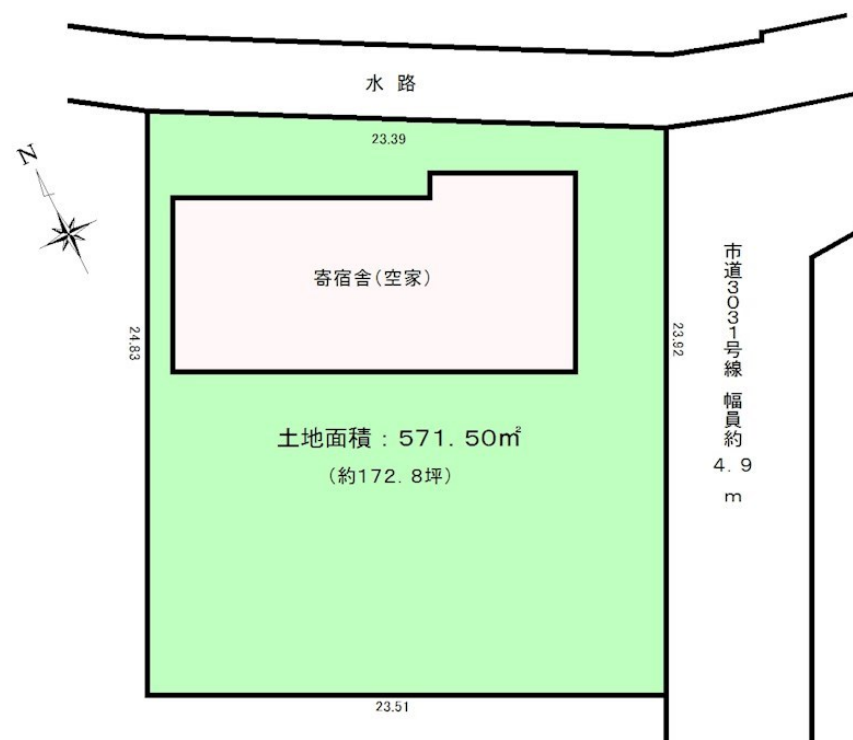 水 路
23.39
N
寄宿舎(空家)
24.83
23.92
市道3031号線 幅員約
4.9
m
土地面積:571.50㎡
(約172.8坪)
23.51